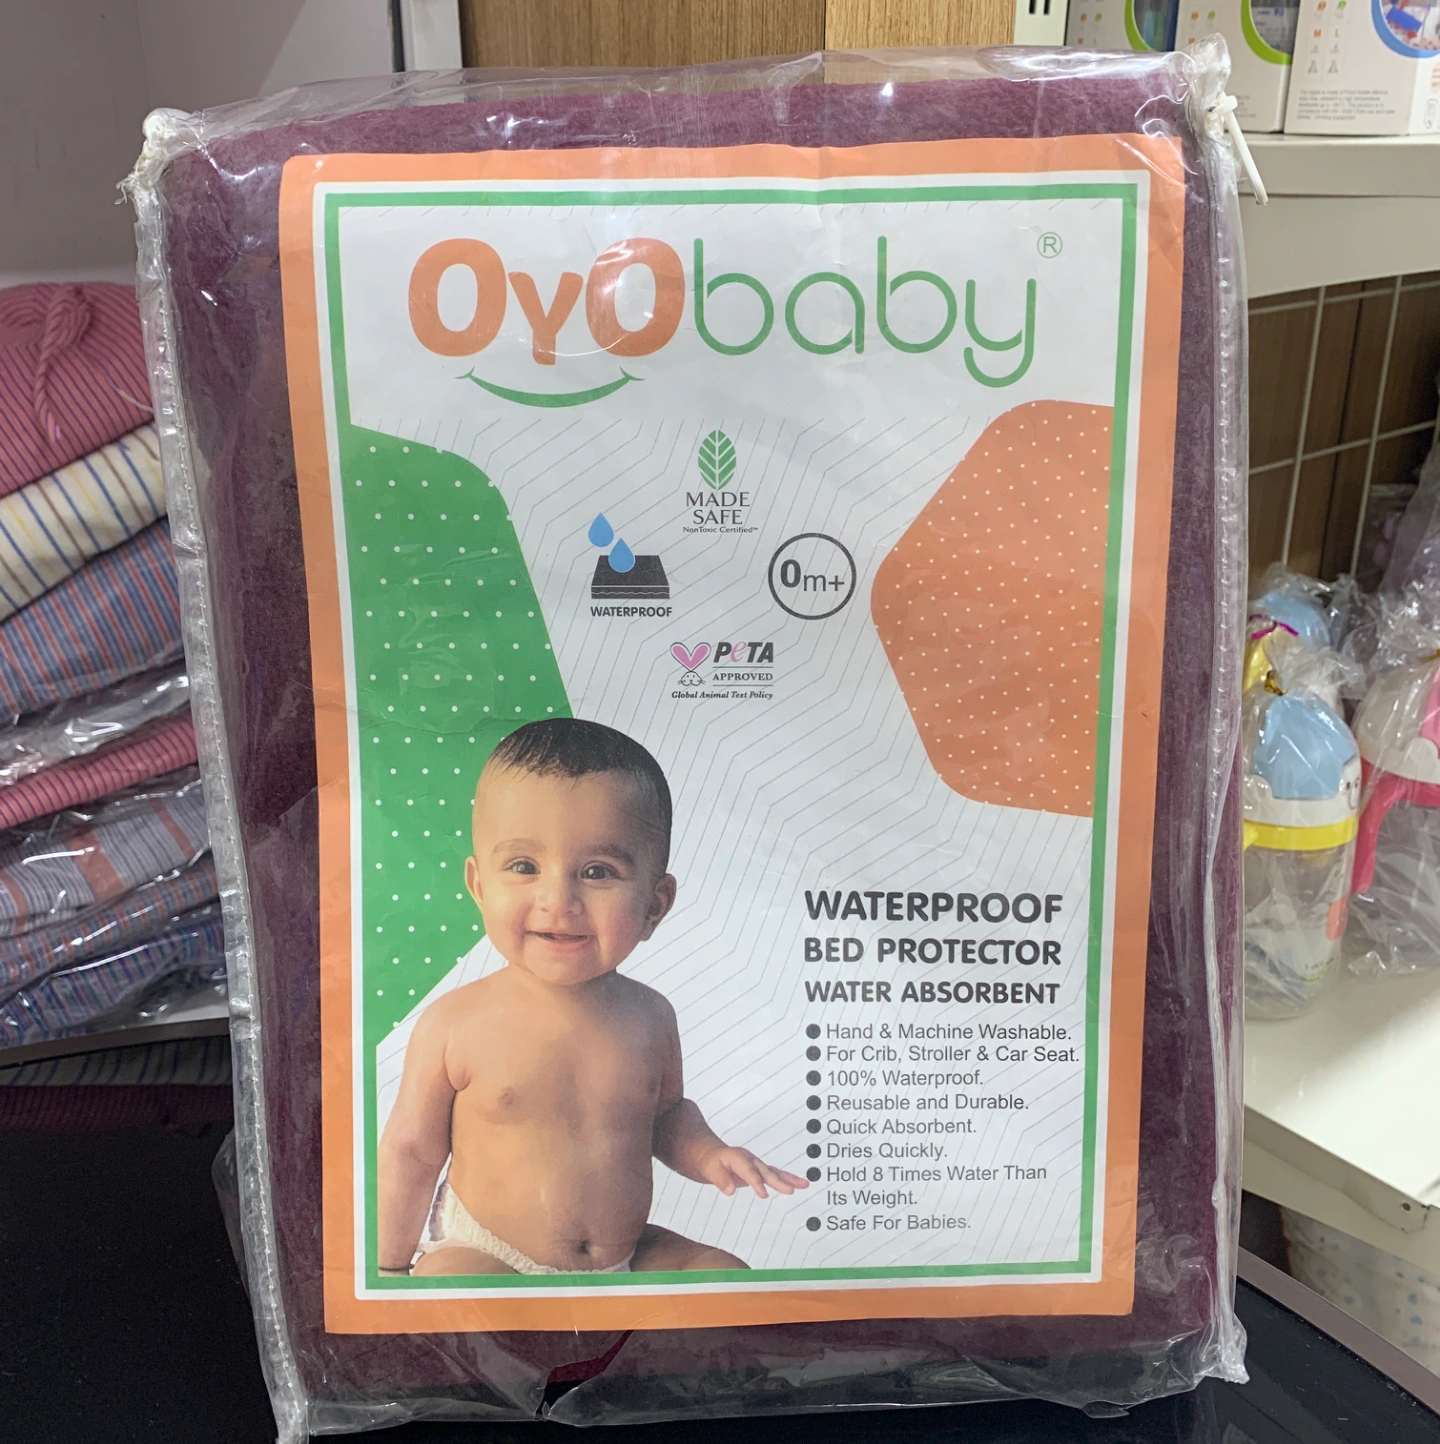 OyO baby ®
MADE
SAFE
NonToxic Certified™
WATERPROOF
0m+
PeTA
APPROVED
Global Animal Test Policy
WATERPROOF
BED PROTECTOR
WATER ABSORBENT
● Hand & Machine Washable.
● For Crib, Stroller & Car Seat.
● 100% Waterproof.
● Reusable and Durable.
● Quick Absorbent.
● Dries Quickly.
● Hold 8 Times Water Than
Its Weight.
● Safe For Babies.